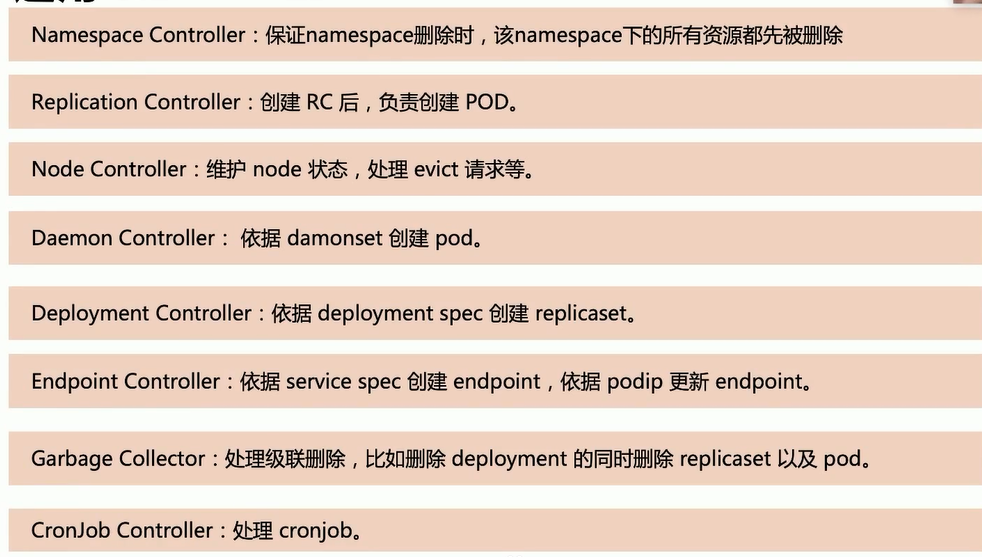 Namespace Controller：保证namespace删除时，该namespace下的所有资源都先被删除
Replication Controller：创建 RC 后，负责创建 POD。
Node Controller：维护 node 状态，处理 evict 请求等。
Daemon Controller： 依据 damonset 创建 pod。
Deployment Controller：依据 deployment spec 创建 replicaset。
Endpoint Controller：依据 service spec 创建 endpoint，依据 podip 更新 endpoint。
Garbage Collector：处理级联删除，比如删除 deployment 的同时删除 replicaset 以及 pod。
CronJob Controller：处理 cronjob。